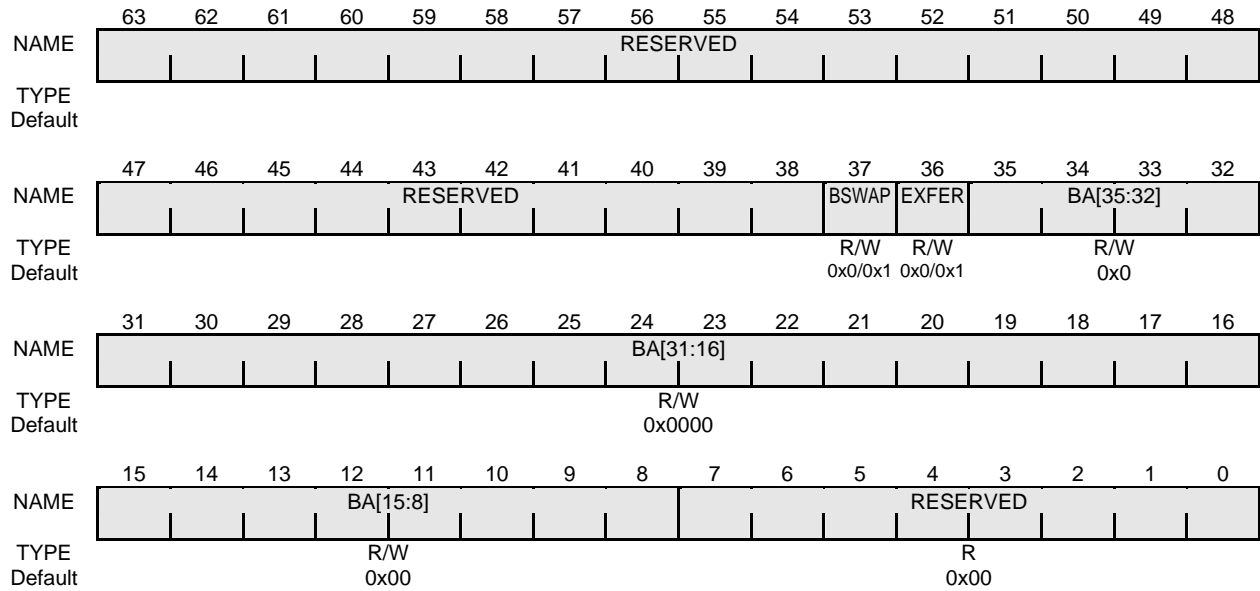 63 62 61 60 59 58 57 56 55 54 53 52 51 50 49 48
NAME RESERVED
TYPE
Default
47 46 45 44 43 42 41 40 39 38 37 36 35 34 33 32
NAME RESERVED BSWAP EXFER BA[35:32]
TYPE R/W R/W R/W
Default 0x0/0x1 0x0/0x1 0x0
31 30 29 28 27 26 25 24 23 22 21 20 19 18 17 16
NAME BA[31:16]
TYPE R/W
Default 0x0000
15 14 13 12 11 10 9 8 7 6 5 4 3 2 1 0
NAME BA[15:8] RESERVED
TYPE R/W R
Default 0x00 0x00